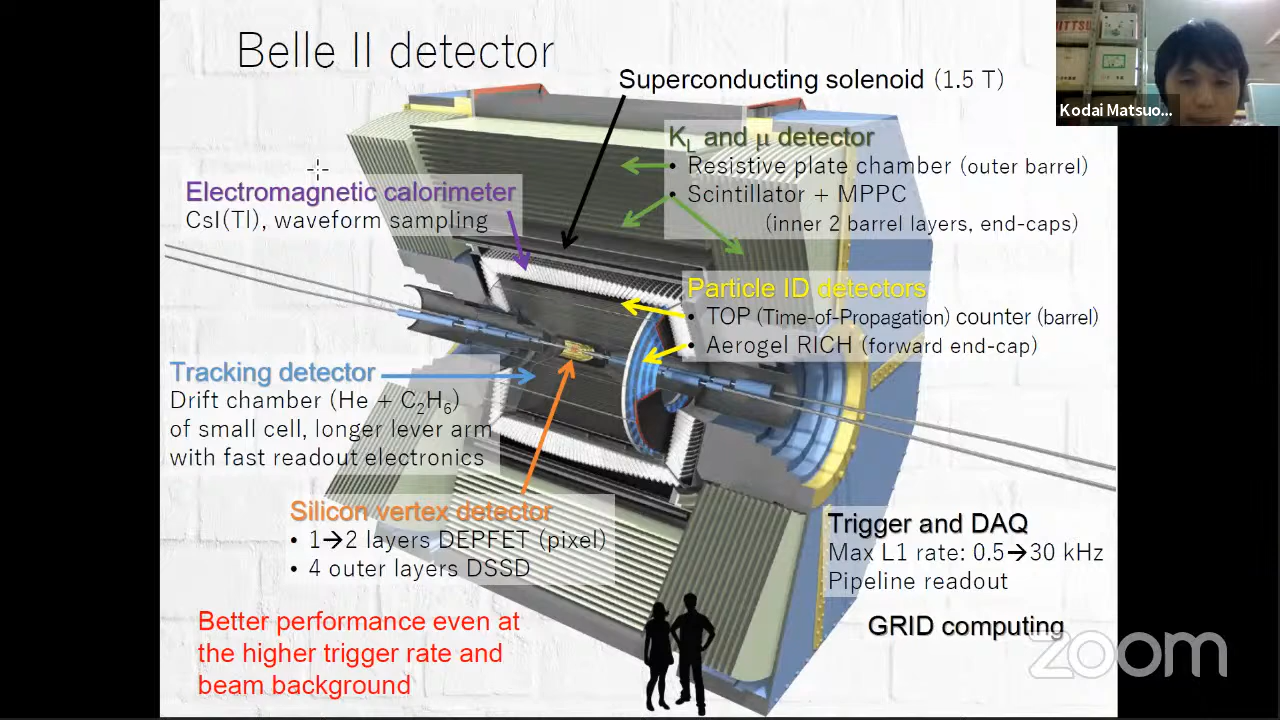 Belle II detector
Superconducting solenoid (1.5 T)
Kodai Matsuo...
K_L and μ detector
• Resistive plate chamber (outer barrel)
• Scintillator + MPPC
(inner 2 barrel layers, end-caps)
Electromagnetic calorimeter
CsI(Tl), waveform sampling
Particle ID detectors
• TOP (Time-of-Propagation) counter (barrel)
• Aerogel RICH (forward end-cap)
Tracking detector
Drift chamber (He + C₂H₆)
of small cell, longer lever arm
with fast readout electronics
Silicon vertex detector
• 1→2 layers DEPFET (pixel)
• 4 outer layers DSSD
Trigger and DAQ
Max L1 rate: 0.5→30 kHz
Pipeline readout
GRID computing
Better performance even at
the higher trigger rate and
beam background
zoom